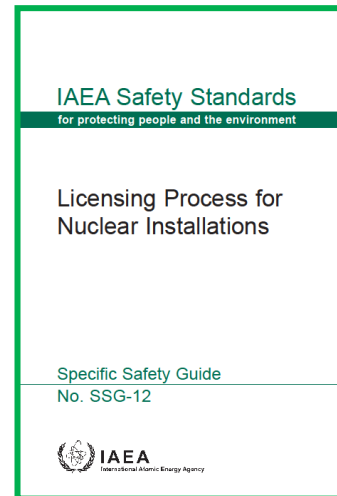 IAEA Safety Standards
for protecting people and the environment
Licensing Process for
Nuclear Installations
Specific Safety Guide
No. SSG-12
IAEA
International Atomic Energy Agency